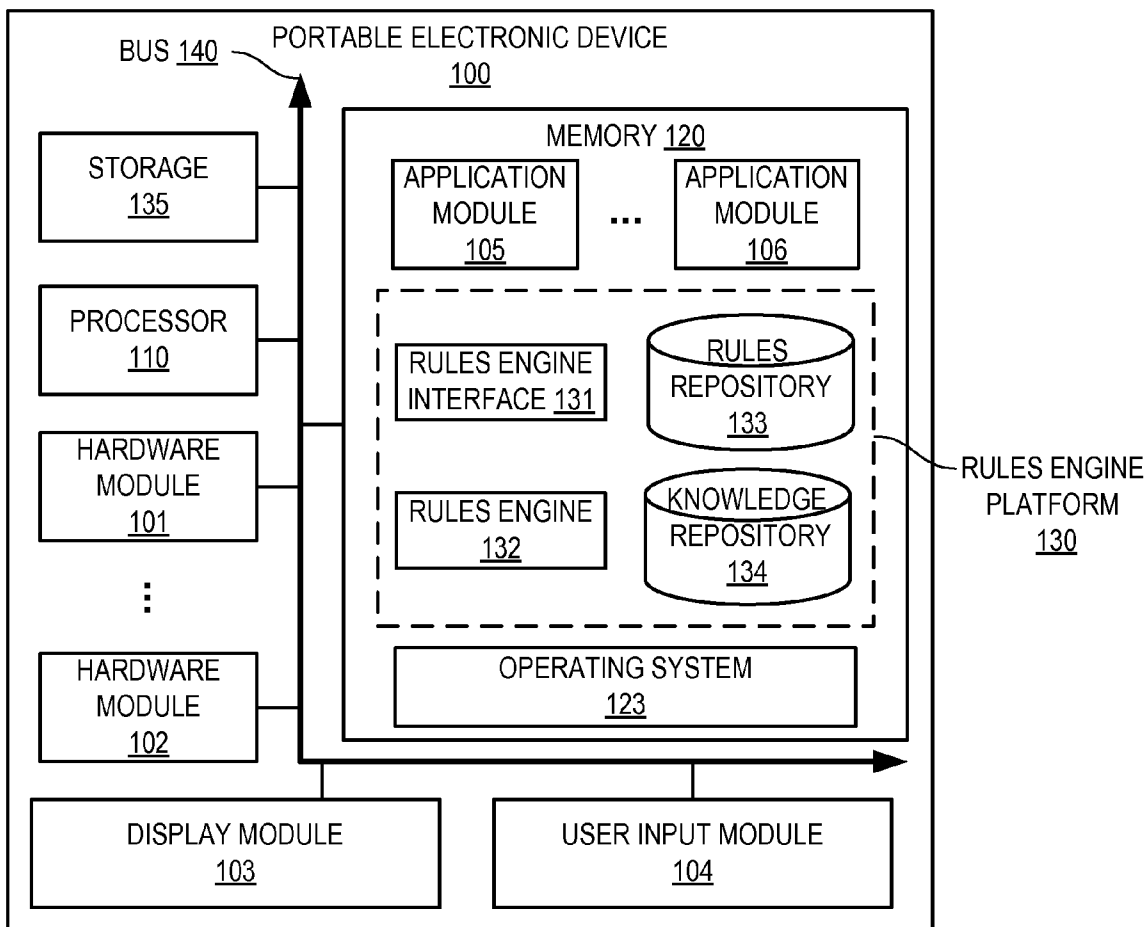 PORTABLE ELECTRONIC DEVICE
100
BUS 140
STORAGE
135
PROCESSOR
110
HARDWARE
MODULE
101
...
HARDWARE
MODULE
102
MEMORY 120
APPLICATION
MODULE
105
...
APPLICATION
MODULE
106
RULES ENGINE
INTERFACE 131
RULES
REPOSITORY
133
RULES ENGINE
132
KNOWLEDGE
REPOSITORY
134
OPERATING SYSTEM
123
RULES ENGINE
PLATFORM
130
DISPLAY MODULE
103
USER INPUT MODULE
104